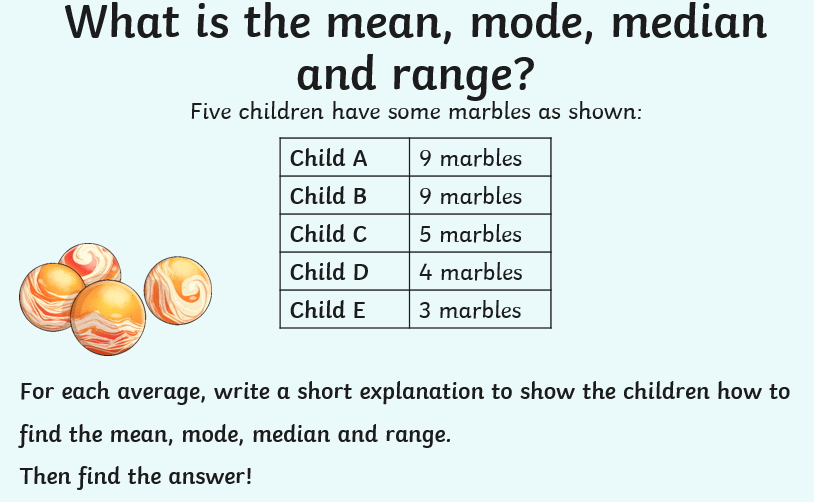 What is the mean, mode, median
and range?
Five children have some marbles as shown:
Child A 9 marbles
Child B 9 marbles
Child C 5 marbles
Child D 4 marbles
Child E 3 marbles
For each average, write a short explanation to show the children how to
find the mean, mode, median and range.
Then find the answer!